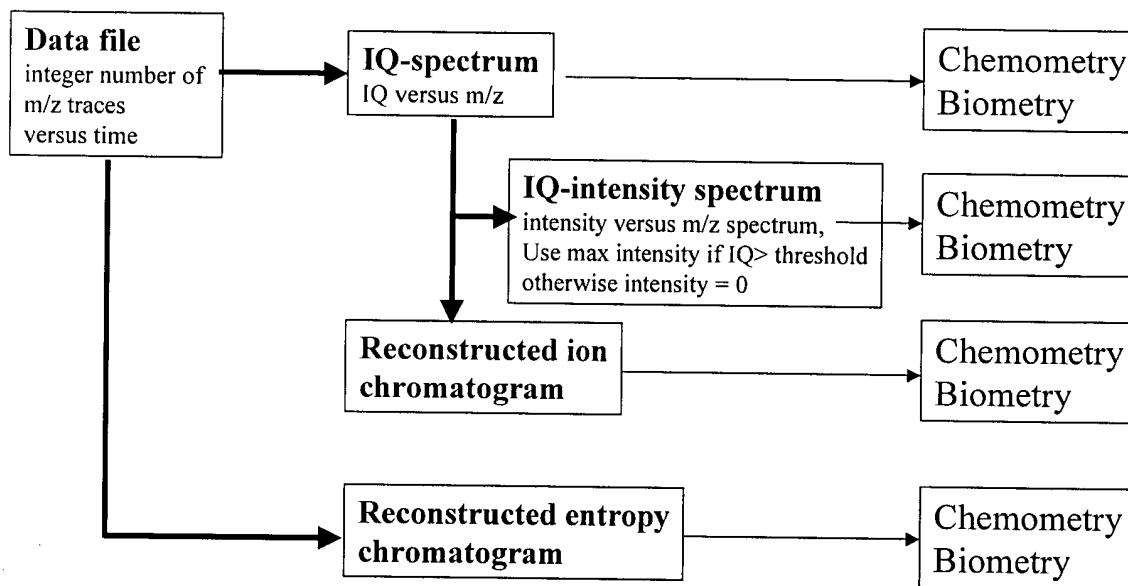 Data file
integer number of
m/z traces
versus time
IQ-spectrum
IQ versus m/z
Chemometry
Biometry
IQ-intensity spectrum
intensity versus m/z spectrum,
Use max intensity if IQ> threshold
otherwise intensity = 0
Chemometry
Biometry
Reconstructed ion
chromatogram
Chemometry
Biometry
Reconstructed entropy
chromatogram
Chemometry
Biometry